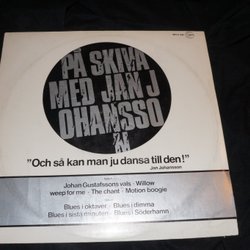 PÅ SKIVA
MED JAN J
OHANSSO
N
"Och så kan man ju dansa till den!"
Jan Johansson
Johan Gustafssons vals - Willow
weep for me - The chant - Motion boogie
Blues i oktaver - Blues i dimma
Blues i sista minuten - Blues i Söderhamn